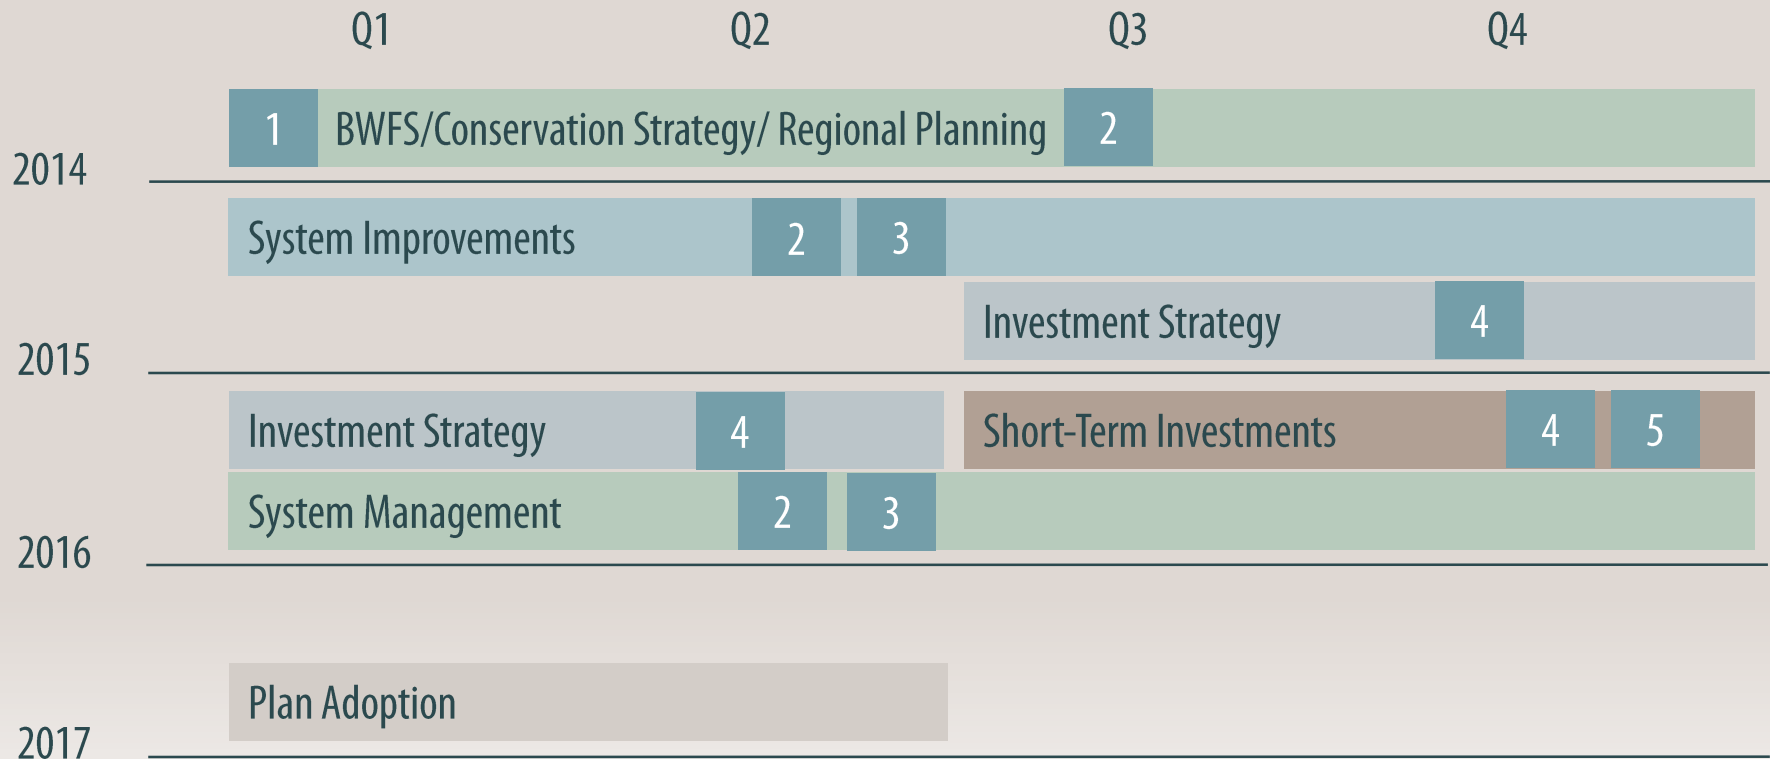 Q1 Q2 Q3 Q4
1 BWFS/Conservation Strategy/ Regional Planning 2
2014
System Improvements 2 3
Investment Strategy 4
2015
Investment Strategy 4 Short-Term Investments 4 5
System Management 2 3
2016
Plan Adoption
2017